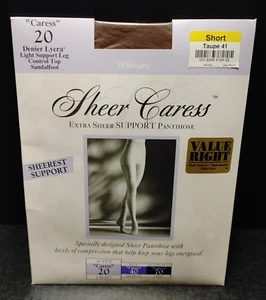 "Caress"
20
Denier Lycra®
Light Support Leg
Control Top
Sandalfoot
Short
Taupe 41
Sheer Caress™
EXTRA SHEER SUPPORT PANTIHOSE
SHEEREST
SUPPORT
VALUE
RIGHT
Specially designed Sheer Pantihose with
levels of compression that help keep your legs energized.
"Caress"
20
40
70